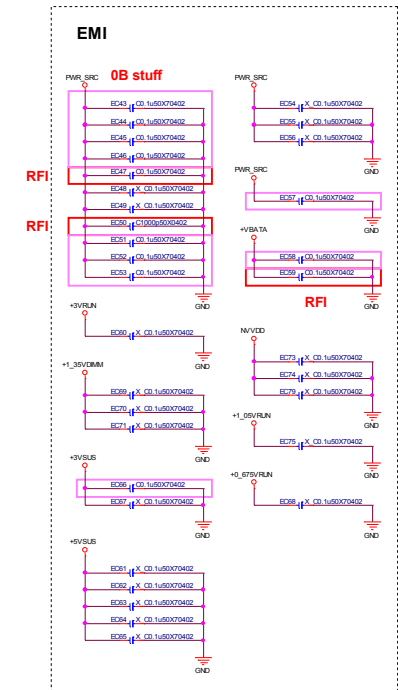 EMI
PWR_SRC
0B stuff
EC43 C0.1u50X70402
EC44 C0.1u50X70402
EC45 C0.1u50X70402
EC46 C0.1u50X70402
RFI
EC47 C0.1u50X70402
EC48 X_C0.1u50X70402
EC49 X_C0.1u50X70402
RFI
EC50 C1000p50X0402
EC51 C0.1u50X70402
EC52 C0.1u50X70402
EC53 C0.1u50X70402
GND
+3VRUN
EC60 X_C0.1u50X70402
GND
+1_35VDIMM
EC69 X_C0.1u50X70402
EC70 X_C0.1u50X70402
EC71 X_C0.1u50X70402
GND
+3VSUS
EC66 C0.1u50X70402
EC67 X_C0.1u50X70402
GND
+5VSUS
EC61 X_C0.1u50X70402
EC62 X_C0.1u50X70402
EC63 X_C0.1u50X70402
EC64 X_C0.1u50X70402
EC65 X_C0.1u50X70402
GND
PWR_SRC
EC54 X_C0.1u50X70402
EC55 X_C0.1u50X70402
EC56 X_C0.1u50X70402
GND
PWR_SRC
EC57 C0.1u50X70402
GND
+VBATA
EC58 C0.1u50X70402
EC59 C0.1u50X70402
RFI
GND
NVVDD
EC73 X_C0.1u50X70402
EC74 X_C0.1u50X70402
EC79 X_C0.1u50X70402
GND
+1_05VRUN
EC75 X_C0.1u50X70402
GND
+0_675VRUN
EC68 X_C0.1u50X70402
GND